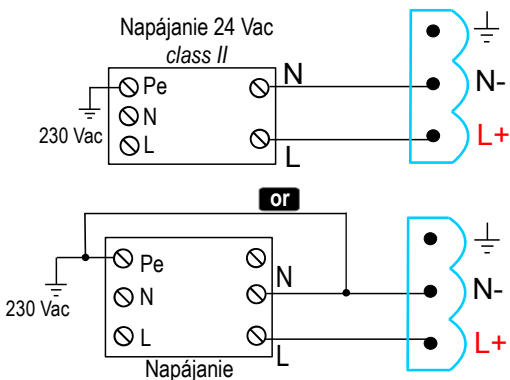 Napájanie 24 Vac
class II
Pe
N
L
230 Vac
N
L
N-
L+
or
Pe
N
L
230 Vac
N
L
N-
L+
Napájanie